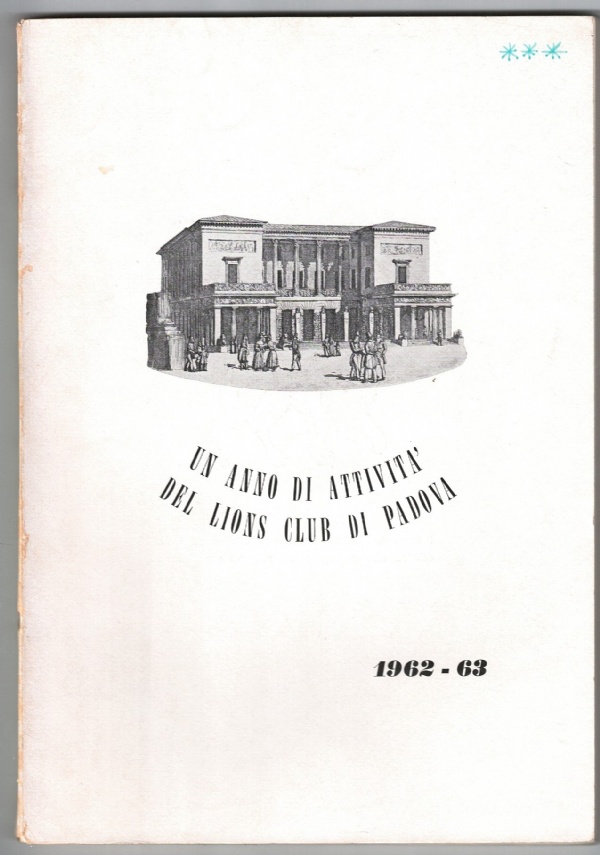 ***
UN ANNO DI ATTIVITA'
DEL LIONS CLUB DI PADOVA
1962 - 63